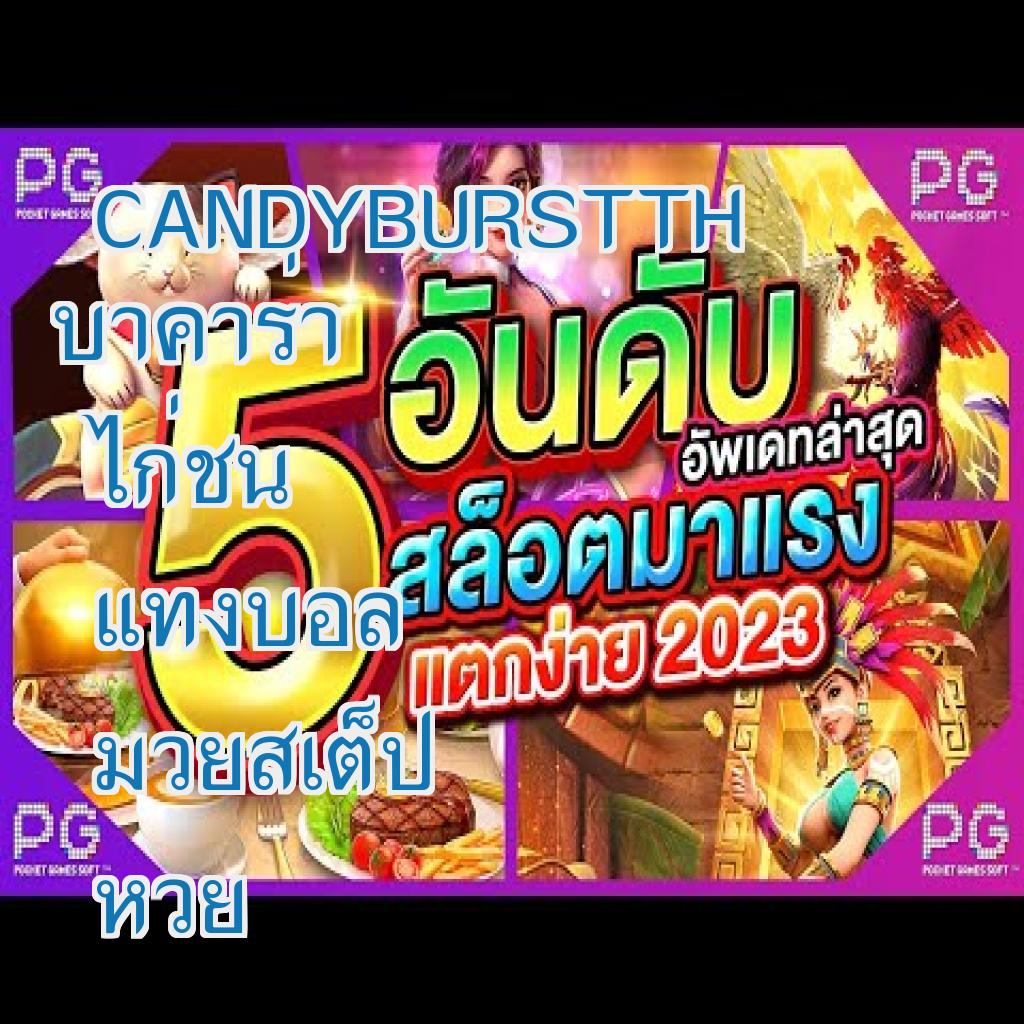 PG
POCKET GAMES SOFT
PG
POCKET GAMES SOFT ™
CANDYBURSTTH
บาคารา
ไก่ชน
แทงบอล
มวยสเต็ป
หวย
5 อันดับ
อัพเดทล่าสุด
สล็อตมาแรง
แตกง่าย 2023
PG
POCKET GAMES SOFT ™
PG
POCKET GAMES SOFT ™